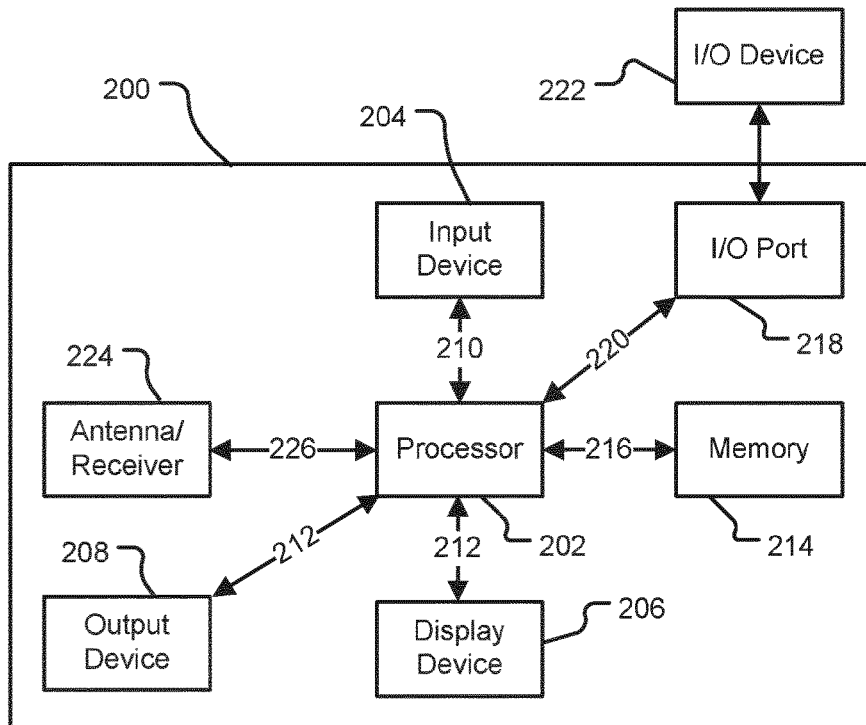 I/O Device
222
200
204
Input
Device
I/O Port
210
220
218
224
Antenna/
Receiver
226
Processor
216
Memory
212
212
202
214
208
Output
Device
Display
Device
206